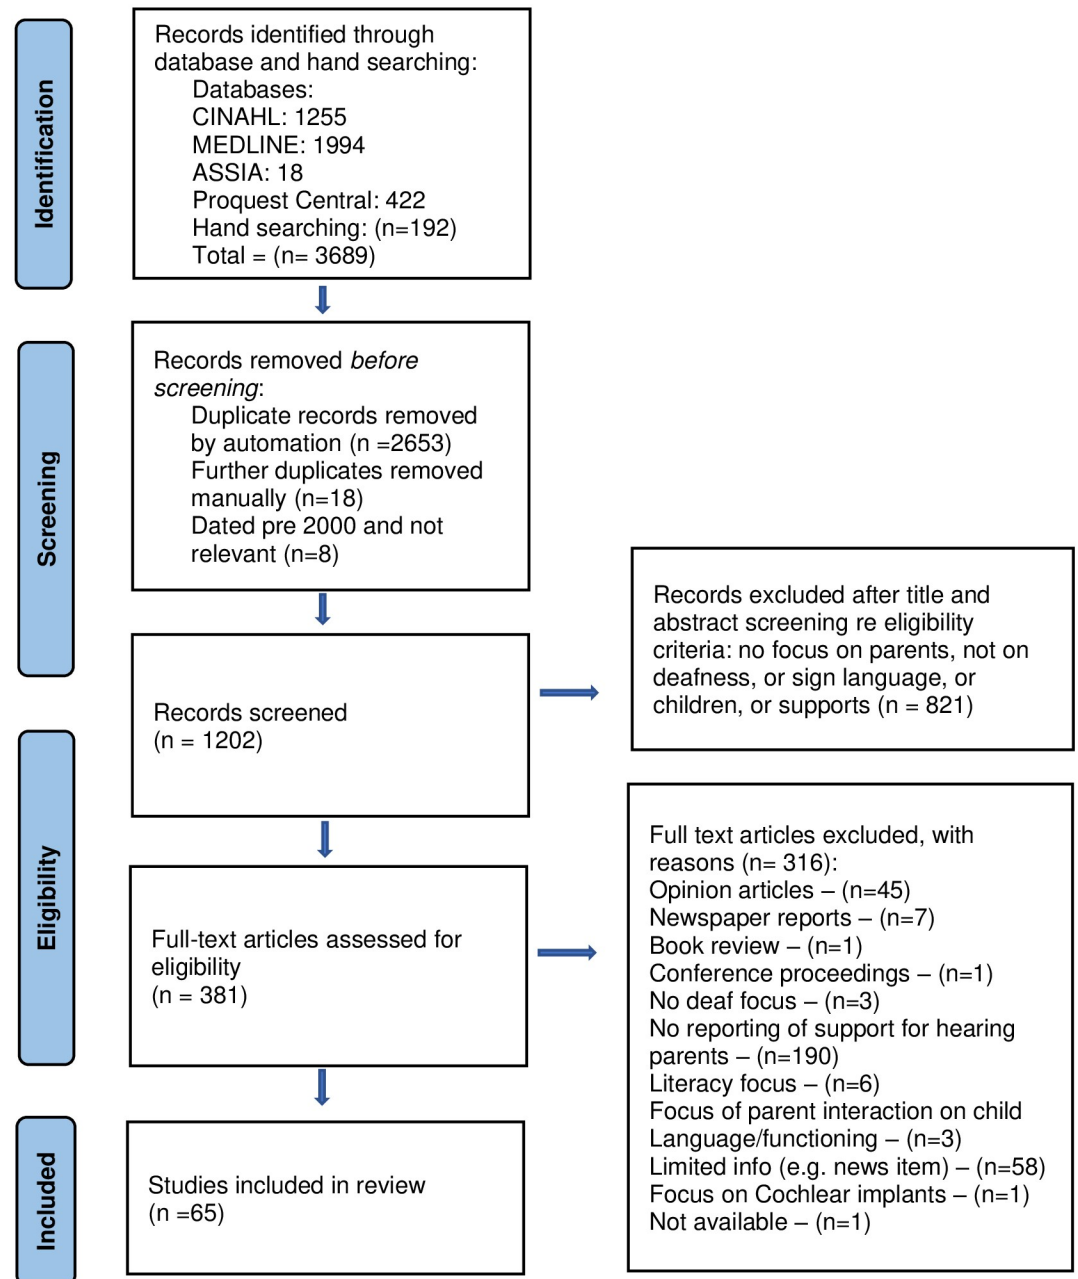 Identification
Records identified through
database and hand searching:
Databases:
CINAHL: 1255
MEDLINE: 1994
ASSIA: 18
Proquest Central: 422
Hand searching: (n=192)
Total = (n= 3689)
Screening
Records removed before
screening:
Duplicate records removed
by automation (n =2653)
Further duplicates removed
manually (n=18)
Dated pre 2000 and not
relevant (n=8)
Records screened
(n = 1202)
Records excluded after title and
abstract screening re eligibility
criteria: no focus on parents, not on
deafness, or sign language, or
children, or supports (n = 821)
Eligibility
Full-text articles assessed for
eligibility
(n = 381)
Full text articles excluded, with
reasons (n= 316):
Opinion articles – (n=45)
Newspaper reports – (n=7)
Book review – (n=1)
Conference proceedings – (n=1)
No deaf focus – (n=3)
No reporting of support for hearing
parents – (n=190)
Literacy focus – (n=6)
Focus of parent interaction on child
Language/functioning – (n=3)
Limited info (e.g. news item) – (n=58)
Focus on Cochlear implants – (n=1)
Not available – (n=1)
Included
Studies included in review
(n =65)